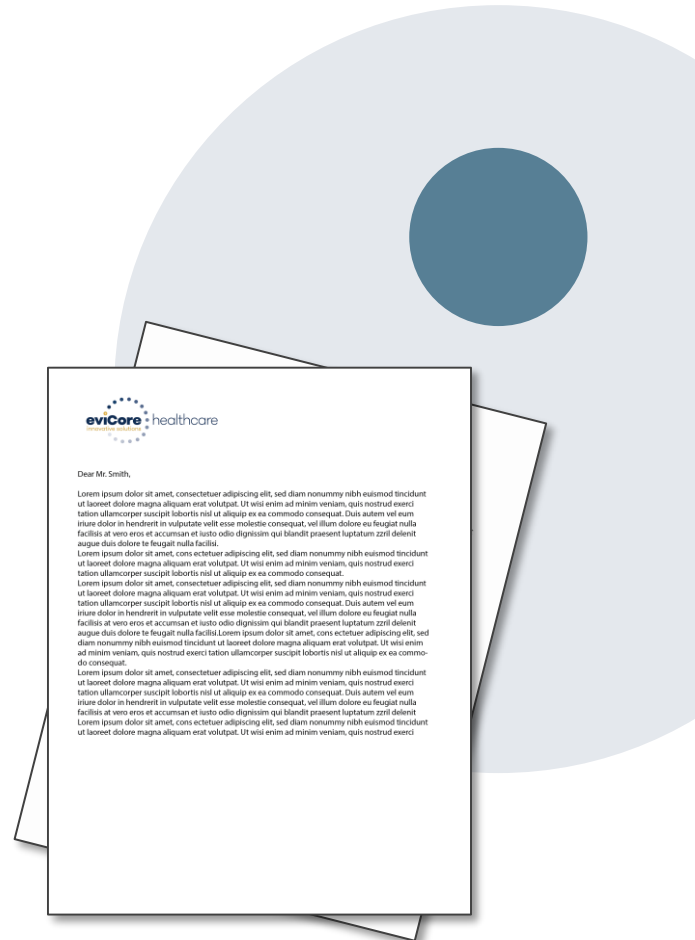 eviCore healthcare
innovative solutions
Dear Mr. Smith,
Lorem ipsum dolor sit amet, consectetuer adipiscing elit, sed diam nonummy nibh euismod tincidunt
ut laoreet dolore magna aliquam erat volutpat. Ut wisi enim ad minim veniam, quis nostrud exerci
tation ullamcorper suscipit lobortis nisl ut aliquip ex ea commodo consequat. Duis autem vel eum
iriure dolor in hendrerit in vulputate velit esse molestie consequat, vel illum dolore eu feugiat nulla
facilisis at vero eros et accumsan et iusto odio dignissim qui blandit praesent luptatum zzril delenit
augue duis dolore te feugait nulla facilisi.
Lorem ipsum dolor sit amet, cons ectetuer adipiscing elit, sed diam nonummy nibh euismod tincidunt
ut laoreet dolore magna aliquam erat volutpat. Ut wisi enim ad minim veniam, quis nostrud exerci
tation ullamcorper suscipit lobortis nisl ut aliquip ex ea commodo consequat.
Lorem ipsum dolor sit amet, consectetuer adipiscing elit, sed diam nonummy nibh euismod tincidunt
ut laoreet dolore magna aliquam erat volutpat. Ut wisi enim ad minim veniam, quis nostrud exerci
tation ullamcorper suscipit lobortis nisl ut aliquip ex ea commodo consequat. Duis autem vel eum
iriure dolor in hendrerit in vulputate velit esse molestie consequat, vel illum dolore eu feugiat nulla
facilisis at vero eros et accumsan et iusto odio dignissim qui blandit praesent luptatum zzril delenit
augue duis dolore te feugait nulla facilisi.Lorem ipsum dolor sit amet, cons ectetuer adipiscing elit, sed
diam nonummy nibh euismod tincidunt ut laoreet dolore magna aliquam erat volutpat. Ut wisi enim
ad minim veniam, quis nostrud exerci tation ullamcorper suscipit lobortis nisl ut aliquip ex ea commo-
do consequat.
Lorem ipsum dolor sit amet, consectetuer adipiscing elit, sed diam nonummy nibh euismod tincidunt
ut laoreet dolore magna aliquam erat volutpat. Ut wisi enim ad minim veniam, quis nostrud exerci
tation ullamcorper suscipit lobortis nisl ut aliquip ex ea commodo consequat. Duis autem vel eum
iriure dolor in hendrerit in vulputate velit esse molestie consequat, vel illum dolore eu feugiat nulla
facilisis at vero eros et accumsan et iusto odio dignissim qui blandit praesent luptatum zzril delenit
Lorem ipsum dolor sit amet, cons ectetuer adipiscing elit, sed diam nonummy nibh euismod tincidunt
ut laoreet dolore magna aliquam erat volutpat. Ut wisi enim ad minim veniam, quis nostrud exerci